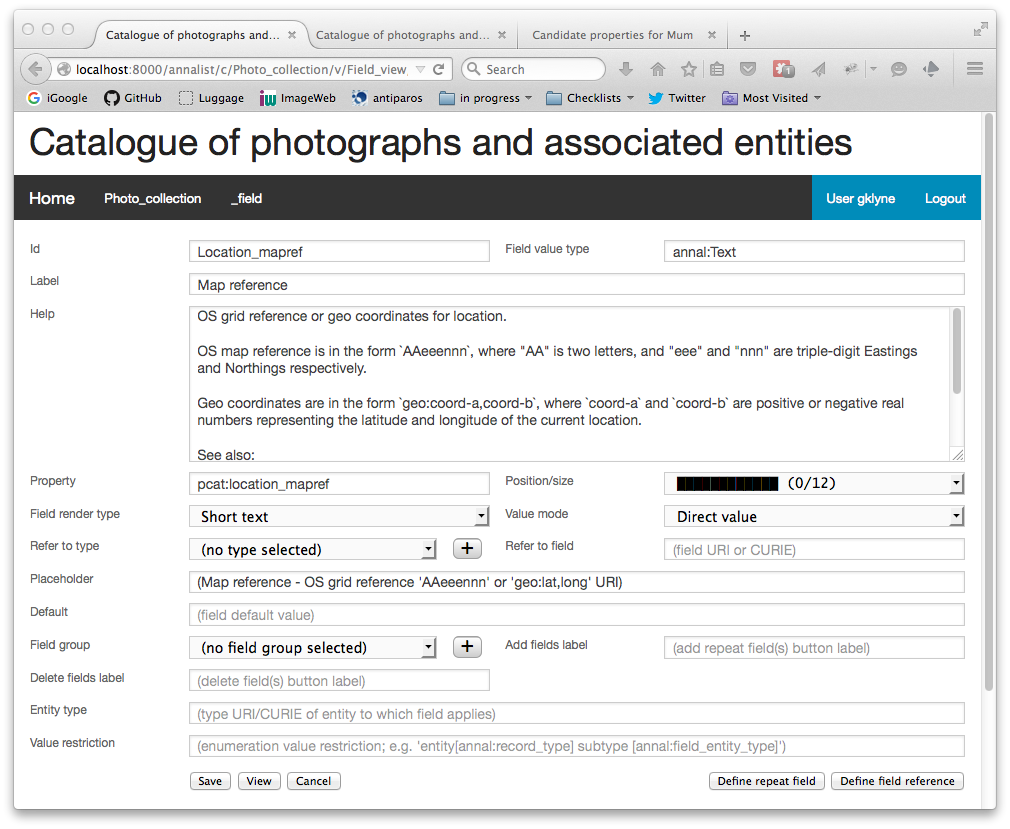 Catalogue of photographs and...
Catalogue of photographs and...
Candidate properties for Mum
localhost:8000/annalist/c/Photo_collection/v/Field_view
Search
iGoogle GitHub Luggage ImageWeb antiparos in progress Checklists Twitter Most Visited
Catalogue of photographs and associated entities
Home Photo_collection _field User gklyne Logout
Id Location_mapref Field value type annal:Text
Label Map reference
Help OS grid reference or geo coordinates for location.
OS map reference is in the form `AAeeennn`, where "AA" is two letters, and "eee" and "nnn" are triple-digit Eastings
and Northings respectively.
Geo coordinates are in the form `geo:coord-a,coord-b`, where `coord-a` and `coord-b` are positive or negative real
numbers representing the latitude and longitude of the current location.
See also:
Property pcat:location_mapref Position/size ████████████ (0/12)
Field render type Short text Value mode Direct value
Refer to type (no type selected) + Refer to field (field URI or CURIE)
Placeholder (Map reference - OS grid reference 'AAeeennn' or 'geo:lat,long' URI)
Default (field default value)
Field group (no field group selected) + Add fields label (add repeat field(s) button label)
Delete fields label (delete field(s) button label)
Entity type (type URI/CURIE of entity to which field applies)
Value restriction (enumeration value restriction; e.g. 'entity[annal:record_type] subtype [annal:field_entity_type]')
Save View Cancel Define repeat field Define field reference